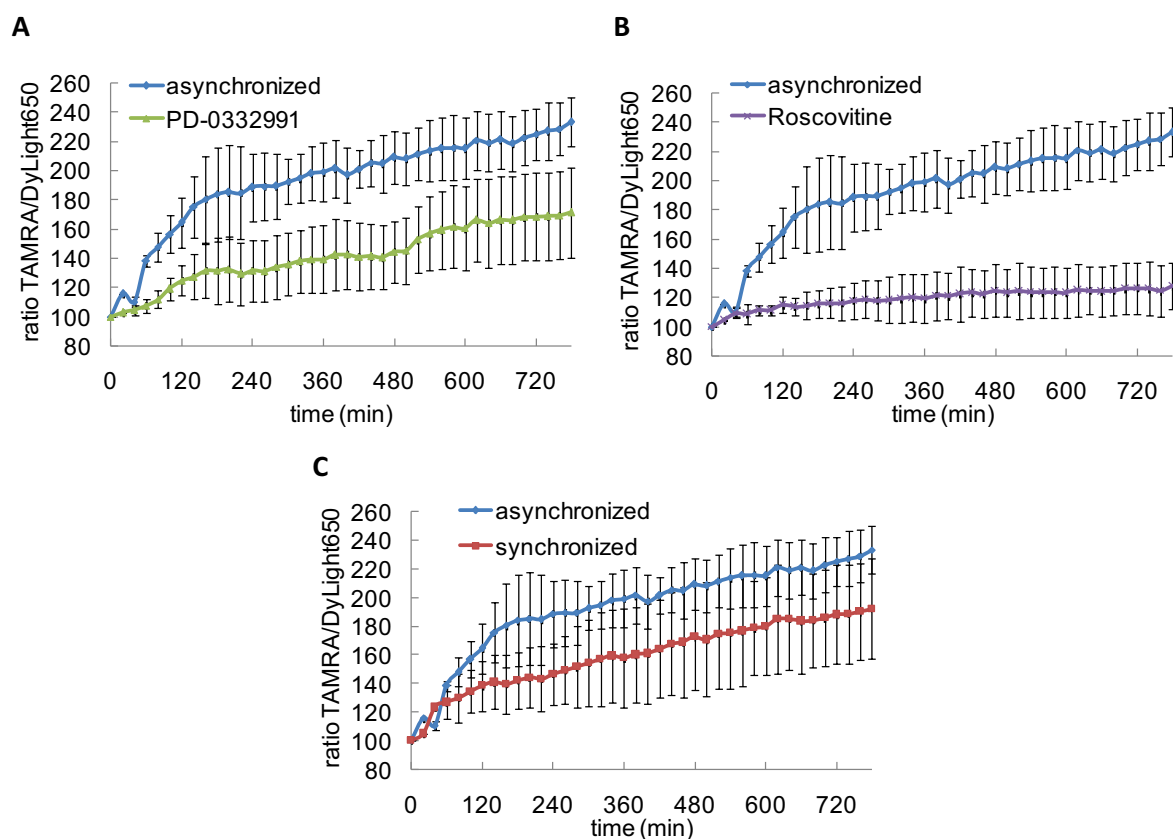 A
asynchronized
PD-0332991
ratio TAMRA/DyLight650
260
240
220
200
180
160
140
120
100
80
0 120 240 360 480 600 720
time (min)
B
asynchronized
Roscovitine
ratio TAMRA/DyLight650
260
240
220
200
180
160
140
120
100
80
0 120 240 360 480 600 720
time (min)
C
asynchronized
synchronized
ratio TAMRA/DyLight650
260
240
220
200
180
160
140
120
100
80
0 120 240 360 480 600 720
time (min)